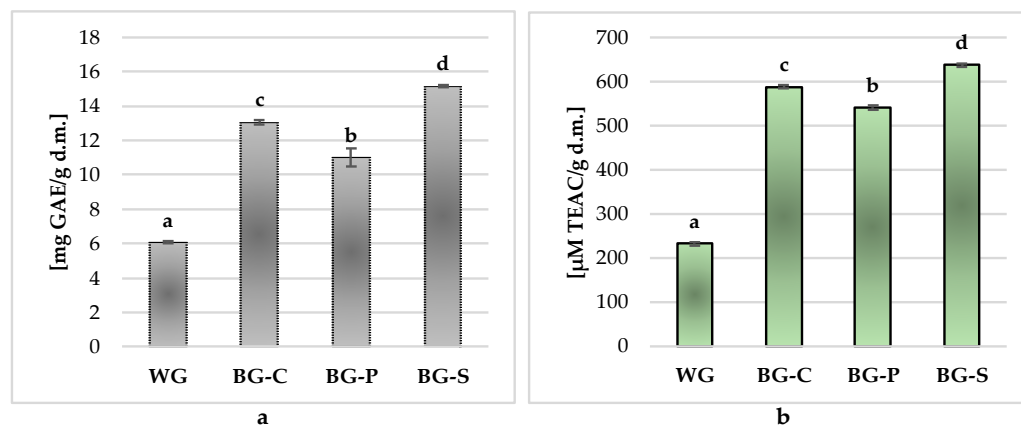 [mg GAE/g d.m.]
18
16
14
12
10
8
6
4
2
0
a
c
b
d
WG BG-C BG-P BG-S
a
[µM TEAC/g d.m.]
700
600
500
400
300
200
100
0
a
c
b
d
WG BG-C BG-P BG-S
b